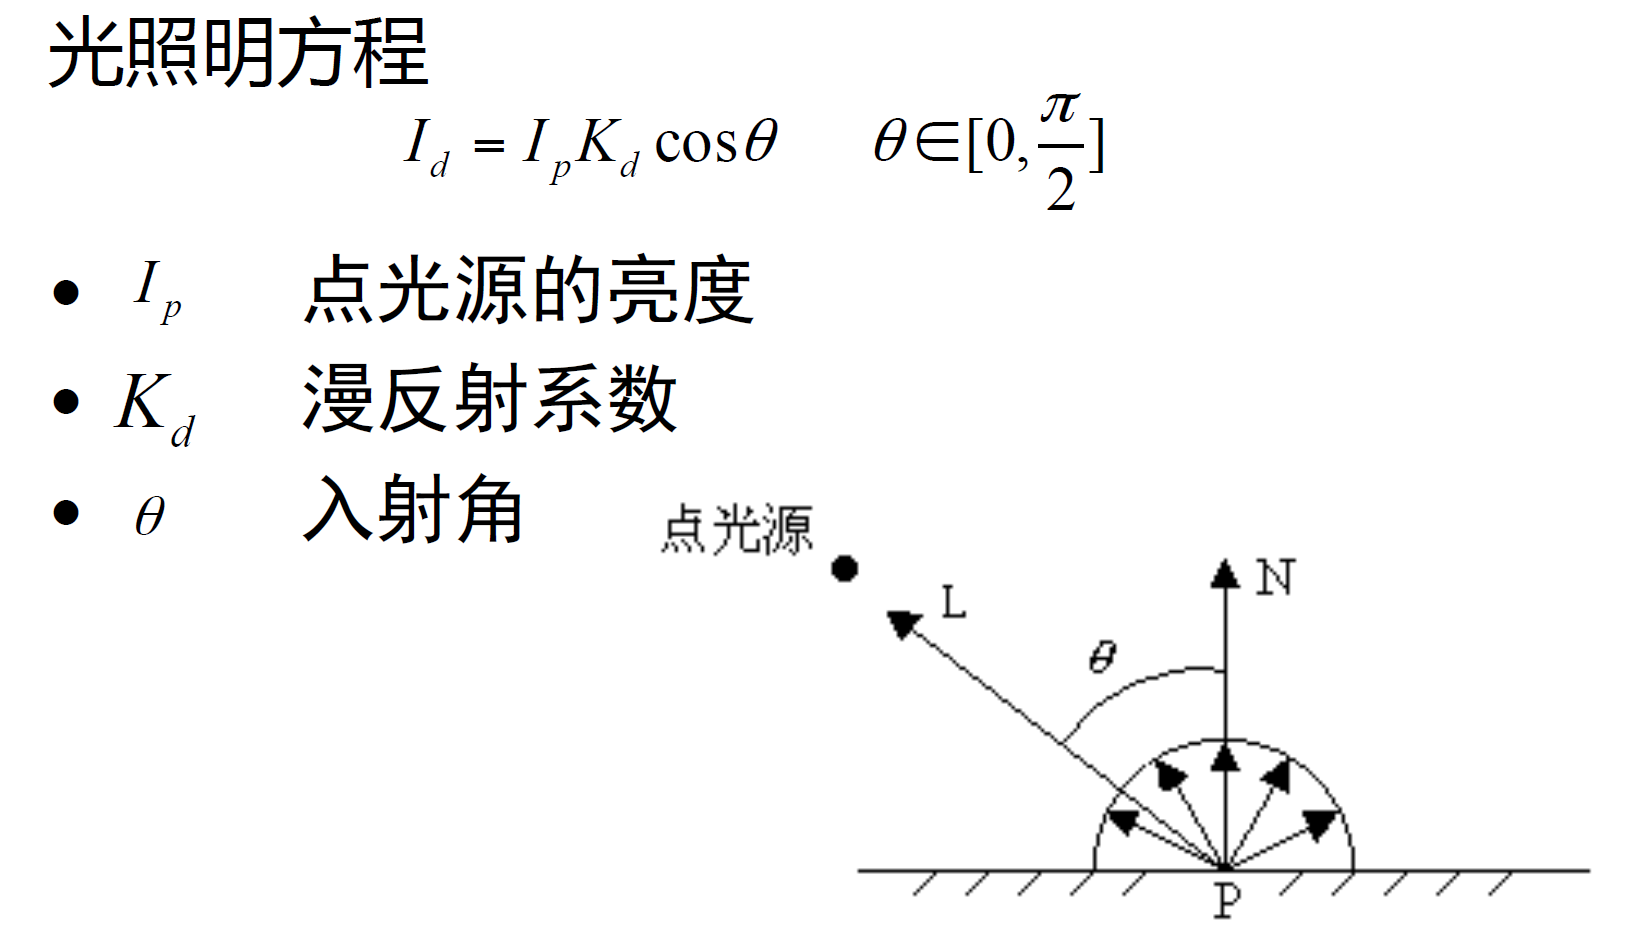 光照明方程
I_d = I_p K_d cosθ θ∈[0, π/2]
• I_p 点光源的亮度
• K_d 漫反射系数
• θ 入射角
点光源
L
N
θ
P